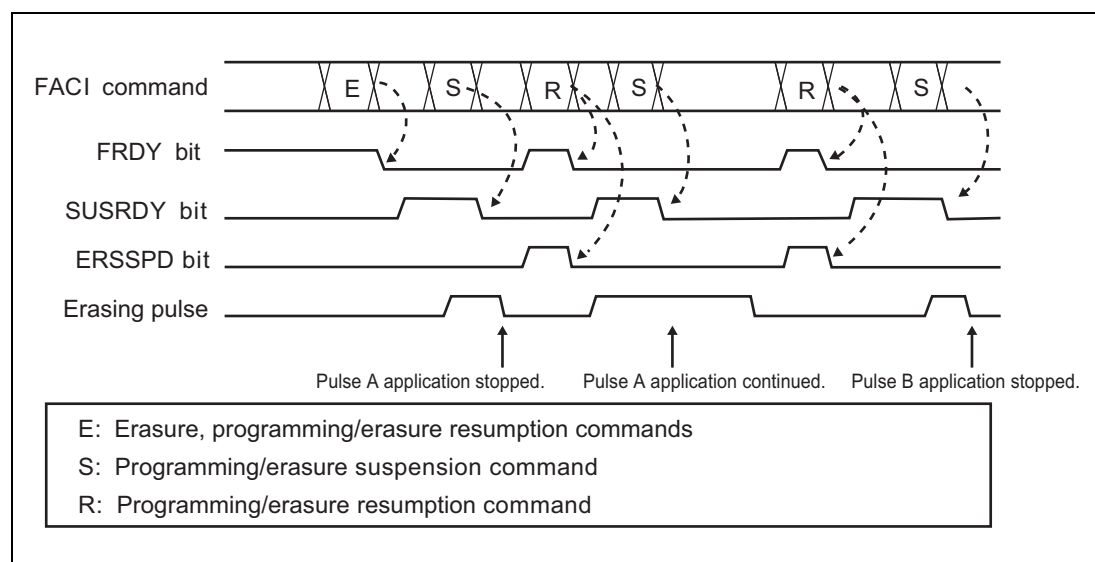 FACI command
E S R S R S
FRDY bit
SUSRDY bit
ERSSPD bit
Erasing pulse
Pulse A application stopped. Pulse A application continued. Pulse B application stopped.
E: Erasure, programming/erasure resumption commands
S: Programming/erasure suspension command
R: Programming/erasure resumption command